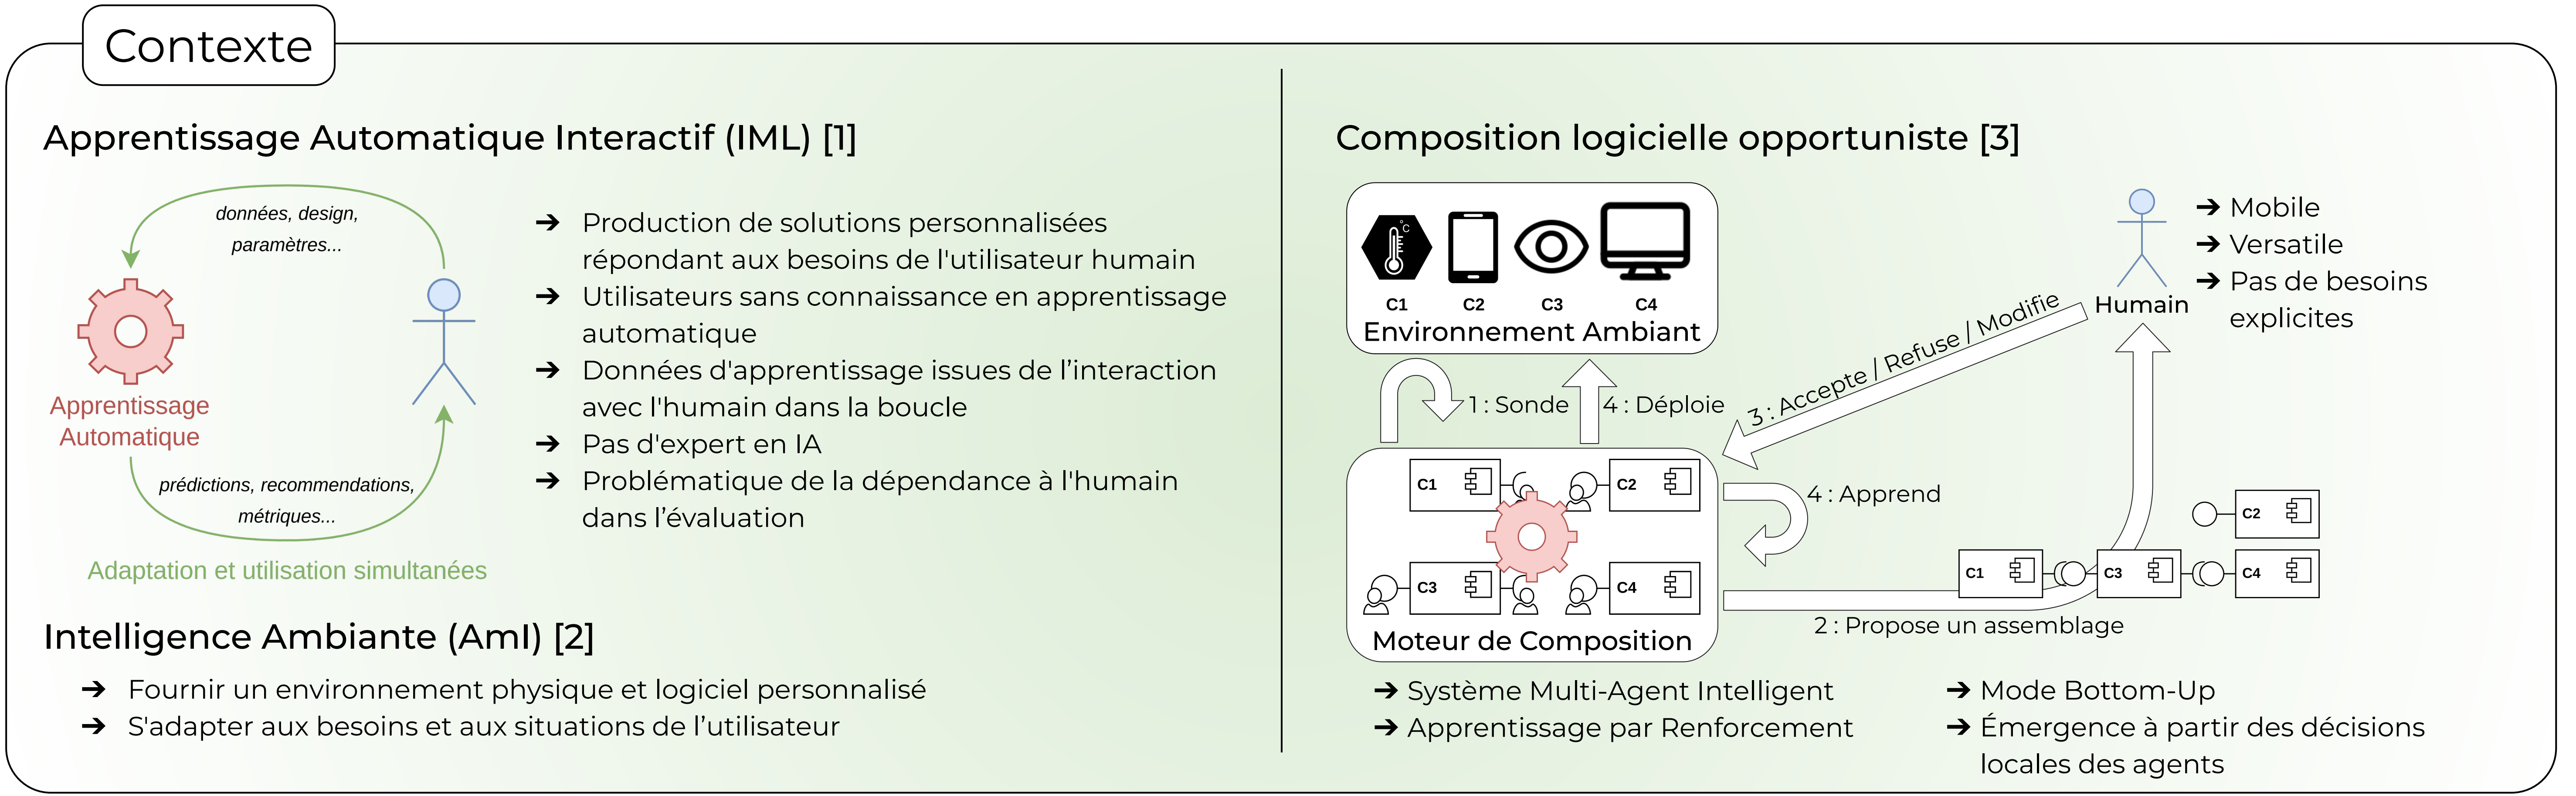 Contexte
Apprentissage Automatique Interactif (IML) [1]
données, design,
paramètres...
Apprentissage
Automatique
prédictions, recommendations,
métriques...
Adaptation et utilisation simultanées
➔ Production de solutions personnalisées
répondant aux besoins de l'utilisateur humain
➔ Utilisateurs sans connaissance en apprentissage
automatique
➔ Données d'apprentissage issues de l’interaction
avec l'humain dans la boucle
➔ Pas d'expert en IA
➔ Problématique de la dépendance à l'humain
dans l’évaluation
Intelligence Ambiante (AmI) [2]
➔ Fournir un environnement physique et logiciel personnalisé
➔ S'adapter aux besoins et aux situations de l’utilisateur
Composition logicielle opportuniste [3]
°C
C1 C2 C3 C4
Environnement Ambiant
➔ Mobile
➔ Versatile
➔ Pas de besoins
explicites
Humain
1 : Sonde
4 : Déploie
3 : Accepte / Refuse / Modifie
C1
C2
C3
C4
Moteur de Composition
4 : Apprend
C2
C1
C3
C4
2 : Propose un assemblage
➔ Système Multi-Agent Intelligent
➔ Apprentissage par Renforcement
➔ Mode Bottom-Up
➔ Émergence à partir des décisions
locales des agents